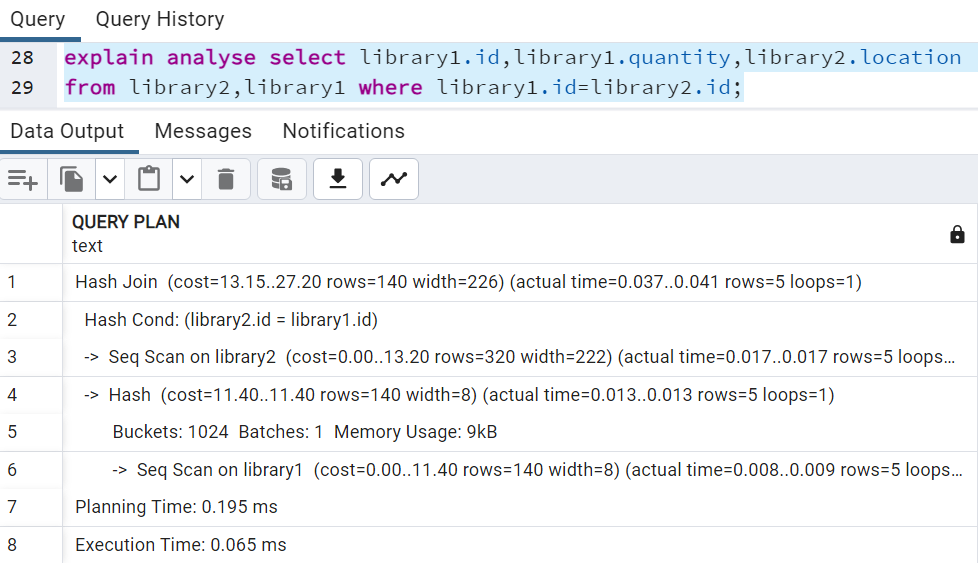 Query Query History
28 explain analyse select library1.id,library1.quantity,library2.location
29 from library2,library1 where library1.id=library2.id;
Data Output Messages Notifications
QUERY PLAN
text
1 Hash Join (cost=13.15..27.20 rows=140 width=226) (actual time=0.037..0.041 rows=5 loops=1)
2 Hash Cond: (library2.id = library1.id)
3 -> Seq Scan on library2 (cost=0.00..13.20 rows=320 width=222) (actual time=0.017..0.017 rows=5 loops...
4 -> Hash (cost=11.40..11.40 rows=140 width=8) (actual time=0.013..0.013 rows=5 loops=1)
5 Buckets: 1024 Batches: 1 Memory Usage: 9kB
6 -> Seq Scan on library1 (cost=0.00..11.40 rows=140 width=8) (actual time=0.008..0.009 rows=5 loops...
7 Planning Time: 0.195 ms
8 Execution Time: 0.065 ms